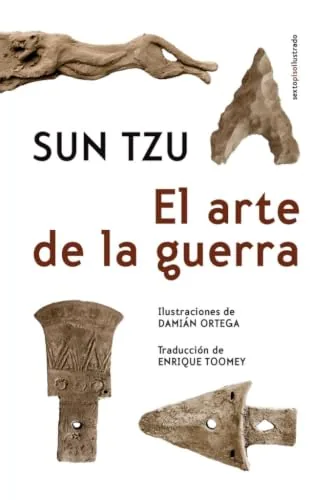 sextopisoilustrado
SUN TZU
El arte
de la guerra
Ilustraciones de
DAMIÁN ORTEGA
Traducción de
ENRIQUE TOOMEY